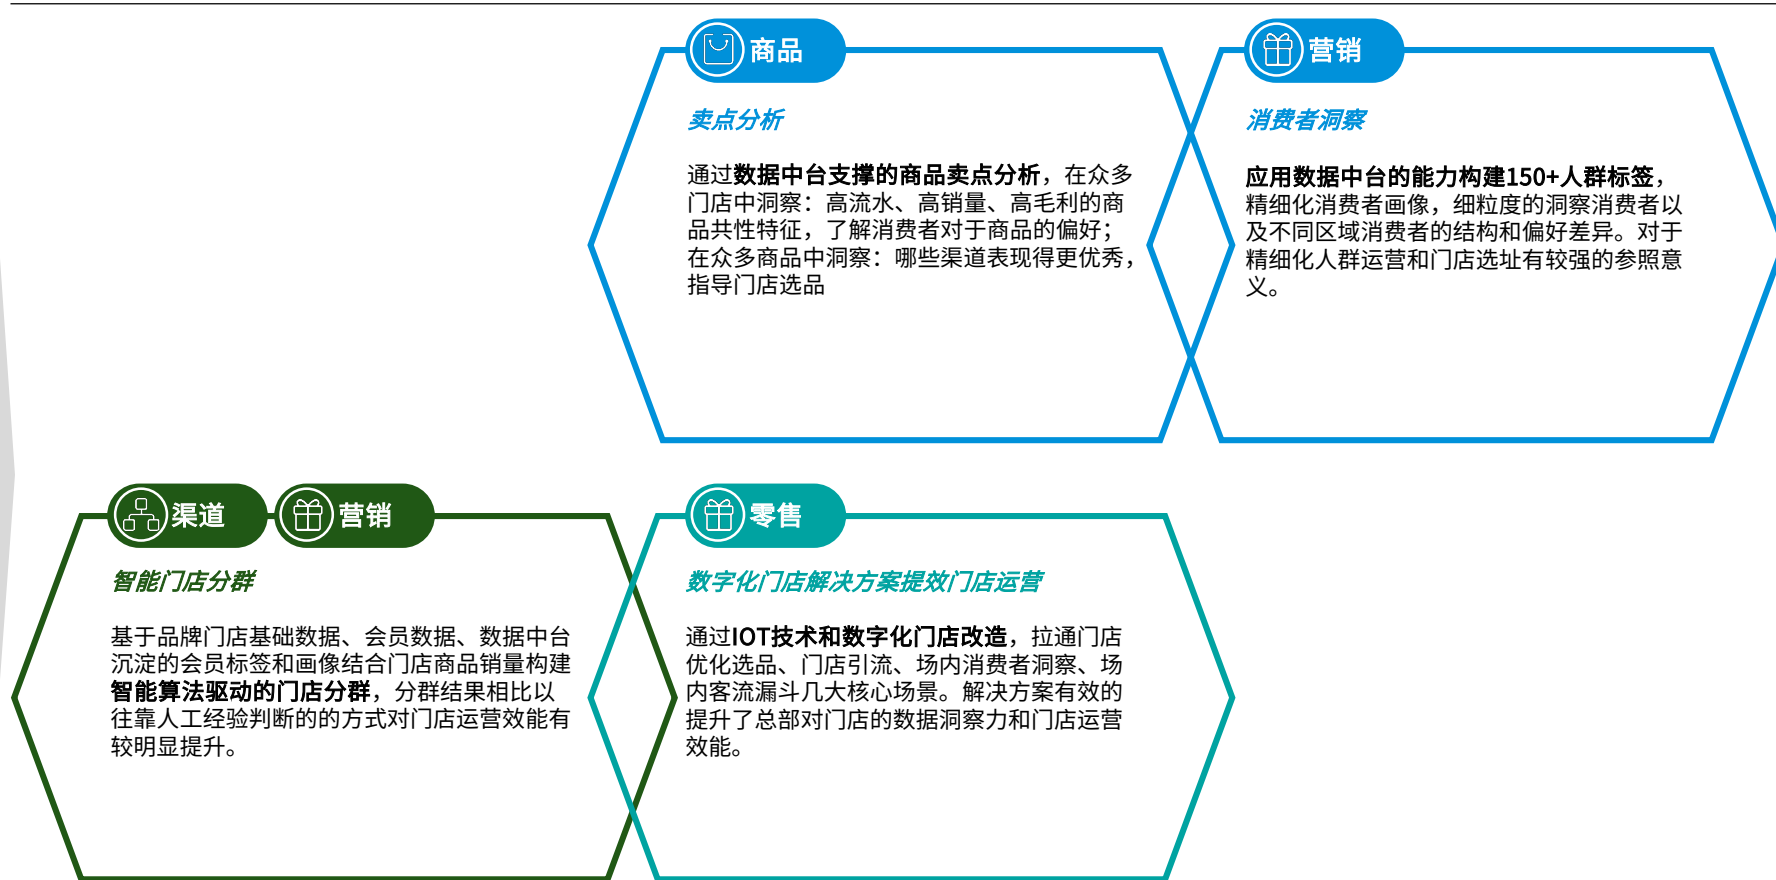 商品
卖点分析
通过数据中台支撑的商品卖点分析，在众多
门店中洞察：高流水、高销量、高毛利的商
品共性特征，了解消费者对于商品的偏好；
在众多商品中洞察：哪些渠道表现得更优秀，
指导门店选品
营销
消费者洞察
应用数据中台的能力构建150+人群标签，
精细化消费者画像，细粒度的洞察消费者以
及不同区域消费者的结构和偏好差异。对于
精细化人群运营和门店选址有较强的参照意
义。
渠道
营销
智能门店分群
基于品牌门店基础数据、会员数据、数据中台
沉淀的会员标签和画像结合门店商品销量构建
智能算法驱动的门店分群，分群结果相比以
往靠人工经验判断的的方式对门店运营效能有
较明显提升。
零售
数字化门店解决方案提效门店运营
通过IOT技术和数字化门店改造，拉通门店
优化选品、门店引流、场内消费者洞察、场
内客流漏斗几大核心场景。解决方案有效的
提升了总部对门店的数据洞察力和门店运营
效能。